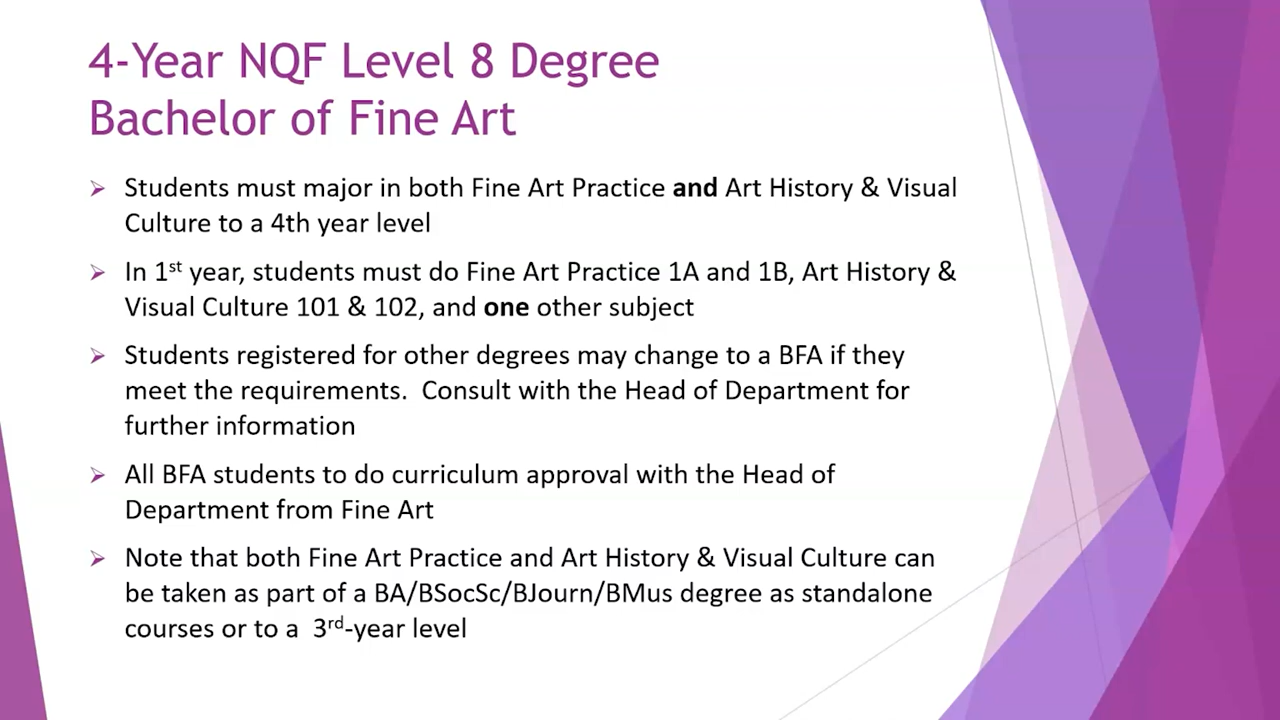 4-Year NQF Level 8 Degree
Bachelor of Fine Art
Students must major in both Fine Art Practice and Art History & Visual
Culture to a 4th year level
In 1st year, students must do Fine Art Practice 1A and 1B, Art History &
Visual Culture 101 & 102, and one other subject
Students registered for other degrees may change to a BFA if they
meet the requirements.  Consult with the Head of Department for
further information
All BFA students to do curriculum approval with the Head of
Department from Fine Art
Note that both Fine Art Practice and Art History & Visual Culture can
be taken as part of a BA/BSocSc/BJourn/BMus degree as standalone
courses or to a  3rd-year level